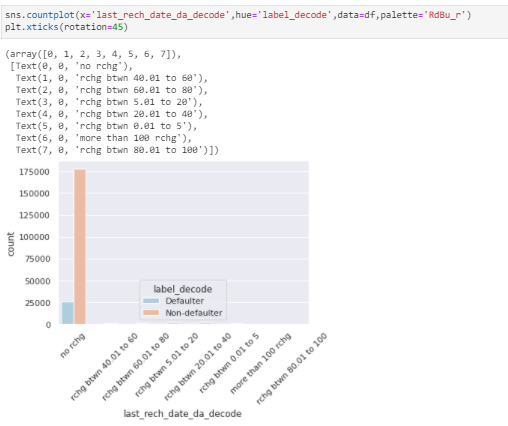 sns.countplot(x='last_rech_date_da_decode',hue='label_decode',data=df,palette='RdBu_r')
plt.xticks(rotation=45)
(array([0, 1, 2, 3, 4, 5, 6, 7]),
[Text(0, 0, 'no rchg'),
Text(1, 0, 'rchg btwn 40.01 to 60'),
Text(2, 0, 'rchg btwn 60.01 to 80'),
Text(3, 0, 'rchg btwn 5.01 to 20'),
Text(4, 0, 'rchg btwn 20.01 to 40'),
Text(5, 0, 'rchg btwn 0.01 to 5'),
Text(6, 0, 'more than 100 rchg'),
Text(7, 0, 'rchg btwn 80.01 to 100')])
175000
150000
125000
100000
75000
50000
25000
0
count
label_decode
Defaulter
Non-defaulter
no rchg
rchg btwn 40.01 to 60
rchg btwn 60.01 to 80
rchg btwn 5.01 to 20
rchg btwn 20.01 to 40
rchg btwn 0.01 to 5
more than 100 rchg
rchg btwn 80.01 to 100
last_rech_date_da_decode